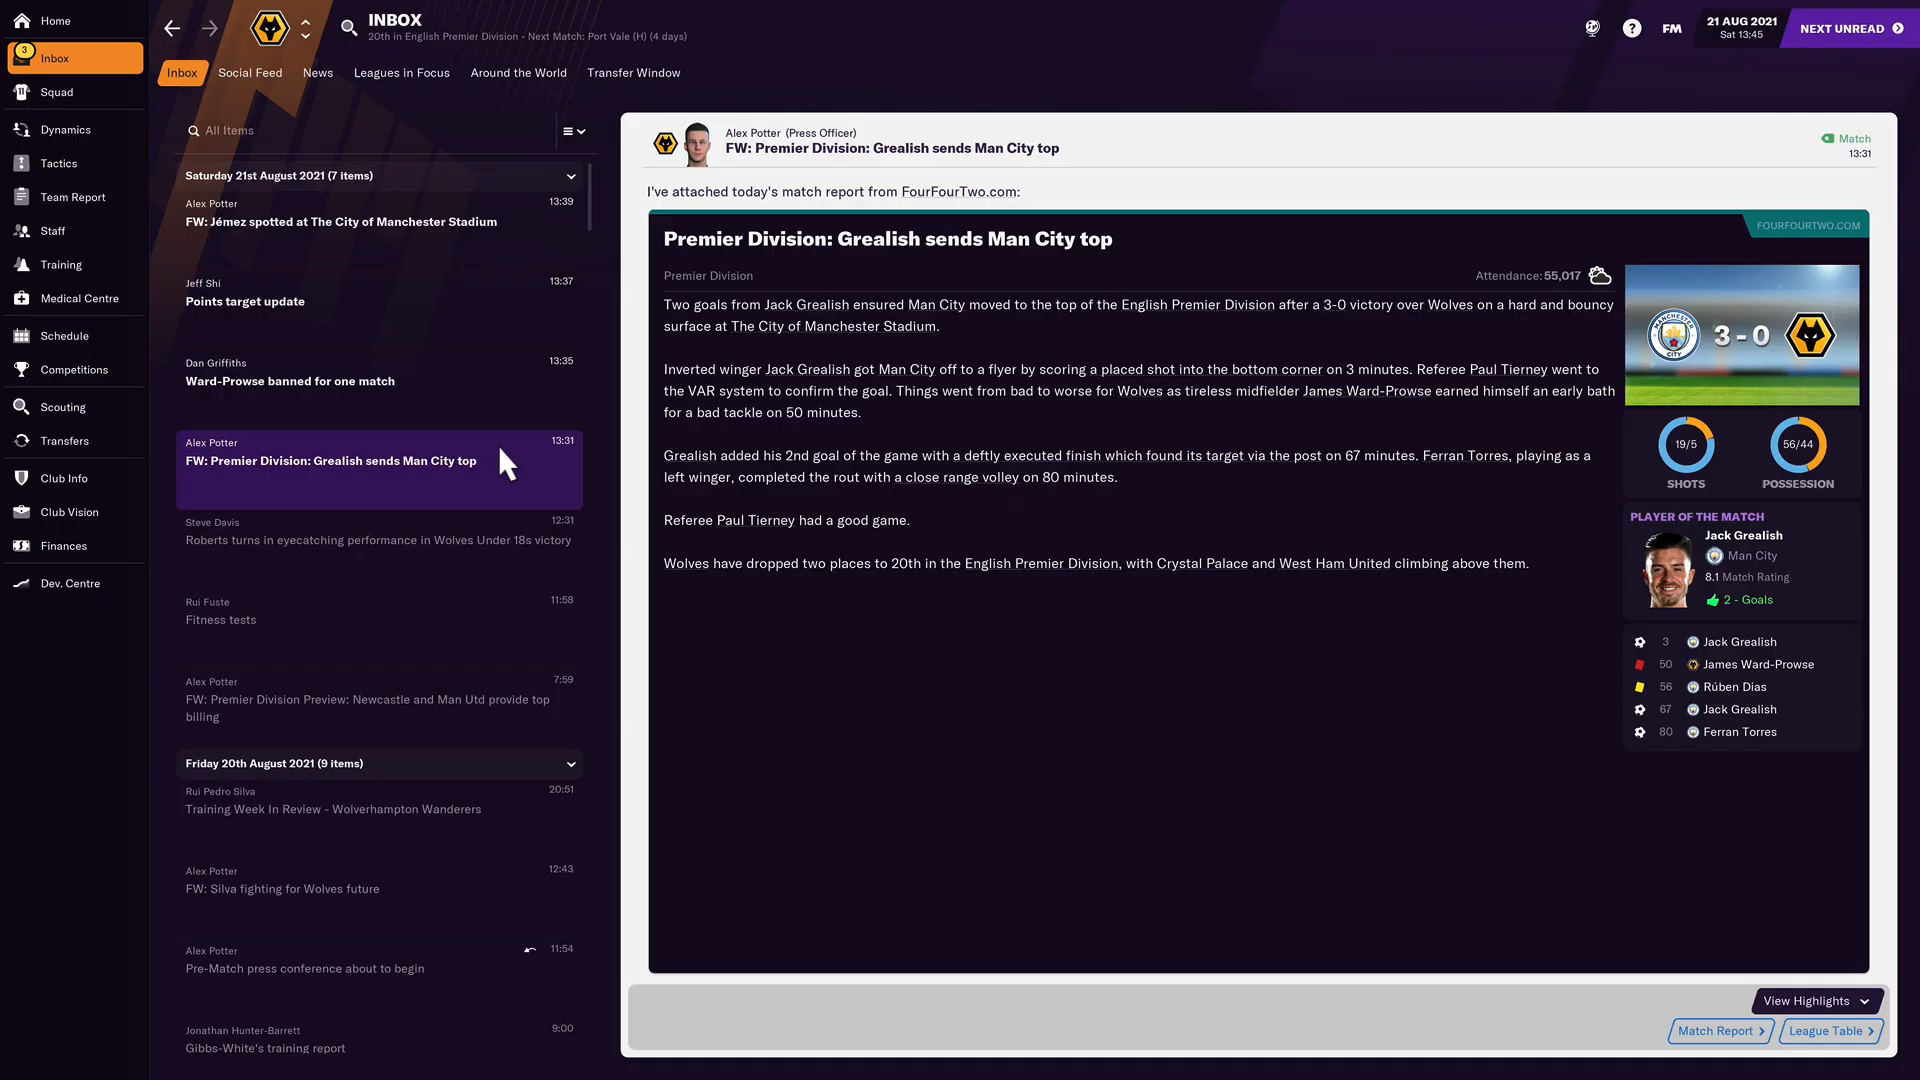 Home
3
Inbox
Squad
Dynamics
Tactics
Team Report
Staff
Training
Medical Centre
Schedule
Competitions
Scouting
Transfers
Club Info
Club Vision
Finances
Dev. Centre
INBOX
20th in English Premier Division - Next Match: Port Vale (H) (4 days)
?
FM
21 AUG 2021
Sat 13:45
NEXT UNREAD
Inbox Social Feed News Leagues in Focus Around the World Transfer Window
All Items
Saturday 21st August 2021 (7 items)
Alex Potter 13:39
FW: Jémez spotted at The City of Manchester Stadium
Jeff Shi 13:37
Points target update
Dan Griffiths 13:35
Ward-Prowse banned for one match
Alex Potter 13:31
FW: Premier Division: Grealish sends Man City top
Steve Davis 12:31
Roberts turns in eyecatching performance in Wolves Under 18s victory
Rui Fuste 11:58
Fitness tests
Alex Potter 7:59
FW: Premier Division Preview: Newcastle and Man Utd provide top
billing
Friday 20th August 2021 (9 items)
Rui Pedro Silva 20:51
Training Week In Review - Wolverhampton Wanderers
Alex Potter 12:43
FW: Silva fighting for Wolves future
Alex Potter 11:54
Pre-Match press conference about to begin
Jonathan Hunter-Barrett 9:00
Gibbs-White's training report
Alex Potter (Press Officer)
FW: Premier Division: Grealish sends Man City top
Match
13:31
I've attached today's match report from FourFourTwo.com:
FOURFOURTWO.COM
Premier Division: Grealish sends Man City top
Premier Division Attendance: 55,017
Two goals from Jack Grealish ensured Man City moved to the top of the English Premier Division after a 3-0 victory over Wolves on a hard and bouncy
surface at The City of Manchester Stadium.
Inverted winger Jack Grealish got Man City off to a flyer by scoring a placed shot into the bottom corner on 3 minutes. Referee Paul Tierney went to
the VAR system to confirm the goal. Things went from bad to worse for Wolves as tireless midfielder James Ward-Prowse earned himself an early bath
for a bad tackle on 50 minutes.
Grealish added his 2nd goal of the game with a deftly executed finish which found its target via the post on 67 minutes. Ferran Torres, playing as a
left winger, completed the rout with a close range volley on 80 minutes.
Referee Paul Tierney had a good game.
Wolves have dropped two places to 20th in the English Premier Division, with Crystal Palace and West Ham United climbing above them.
MANCHESTER
CITY
3 - 0
19/5
SHOTS
56/44
POSSESSION
PLAYER OF THE MATCH
Jack Grealish
Man City
8.1 Match Rating
2 - Goals
3 Jack Grealish
50 James Ward-Prowse
56 Rúben Dias
67 Jack Grealish
80 Ferran Torres
View Highlights
Match Report
League Table